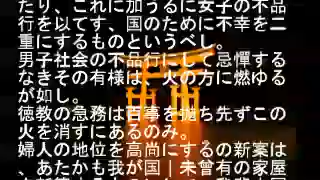 たり、これに加うるに女子の不品
行を以てす、国のために不幸を二
重にするものというべし。
男子社会の不品行にして忌憚する
なきその有様は、火の方に燃ゆる
が如し。
徳教の急務は百事を抛ち先ずこの
火を消すにあるのみ。
婦人の地位を高尚にするの新案は
、あたかも我が国｜未曾有の家屋